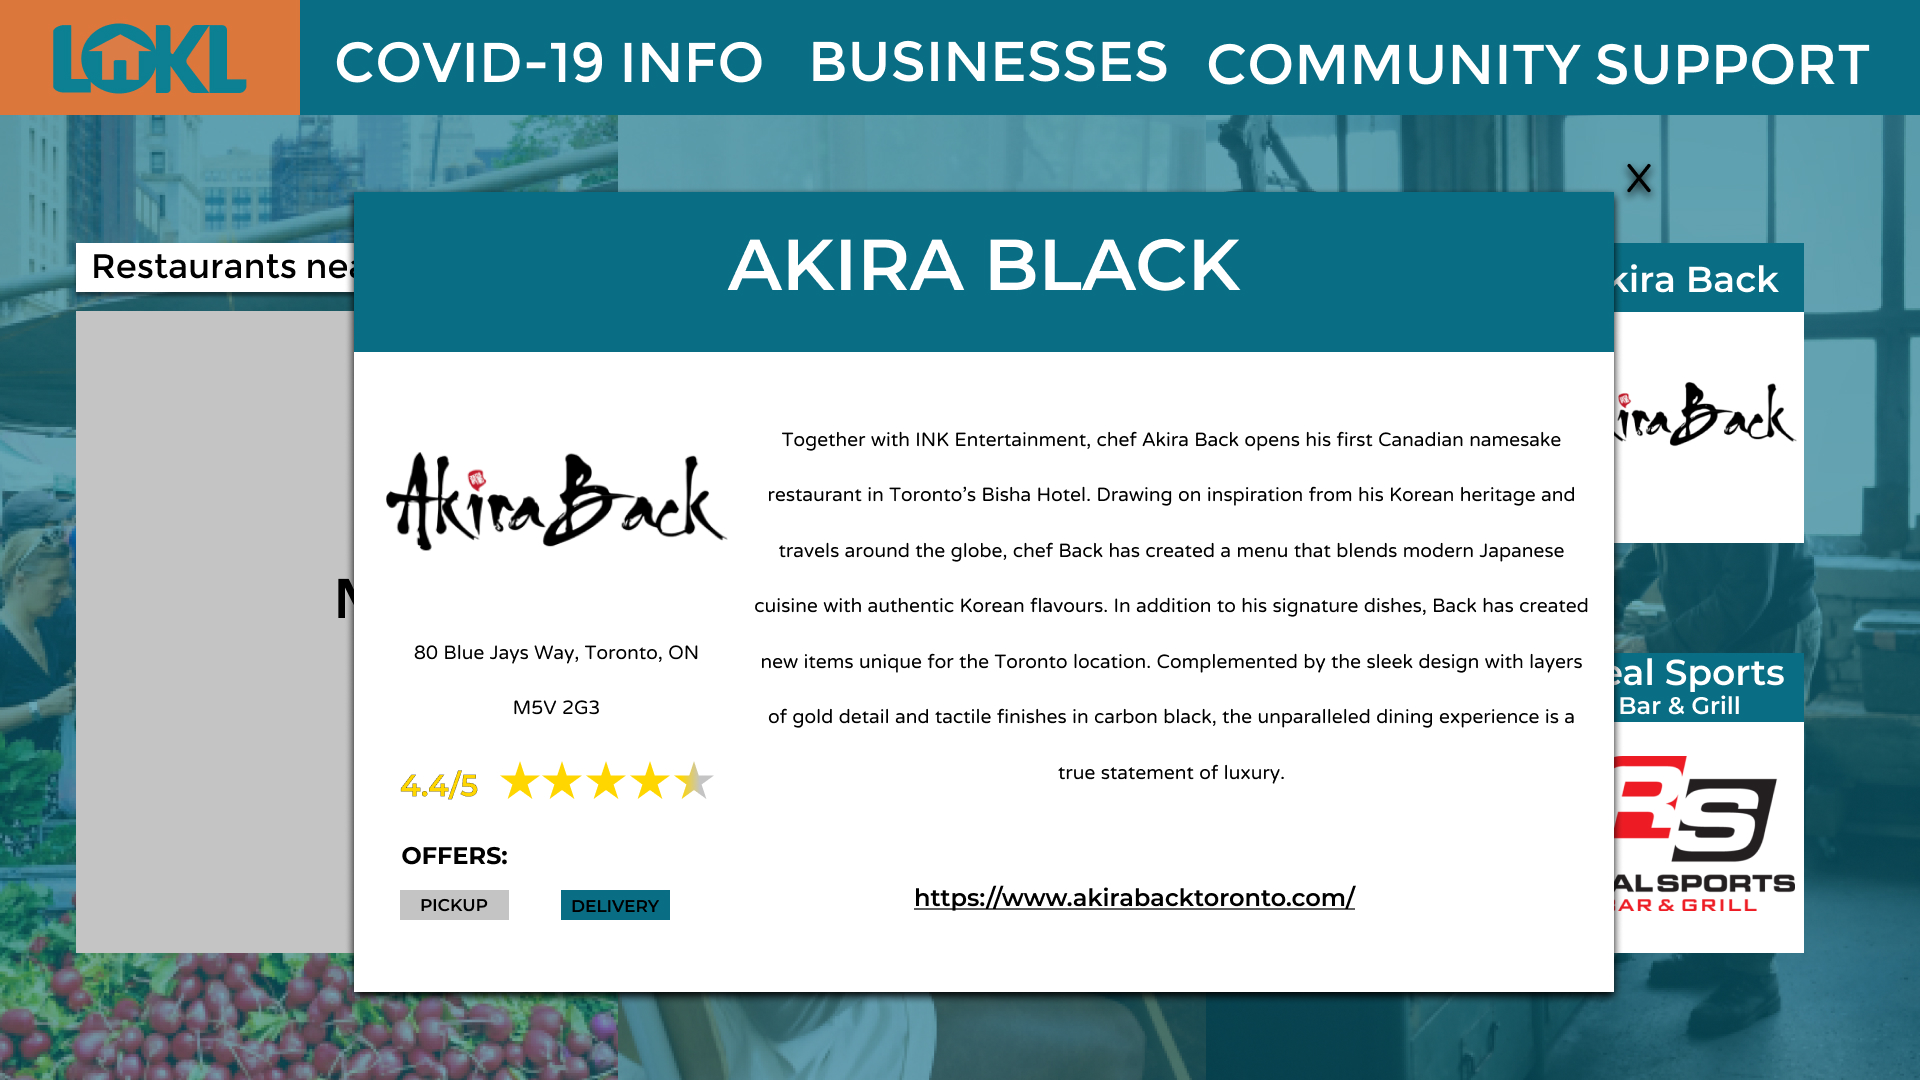 LOKL
COVID-19 INFO
BUSINESSES
COMMUNITY SUPPORT
X
Restaurants nea
AKIRA BLACK
kira Back
Akira Back
ira Back
Together with INK Entertainment, chef Akira Back opens his first Canadian namesake
restaurant in Toronto’s Bisha Hotel. Drawing on inspiration from his Korean heritage and
travels around the globe, chef Back has created a menu that blends modern Japanese
cuisine with authentic Korean flavours. In addition to his signature dishes, Back has created
new items unique for the Toronto location. Complemented by the sleek design with layers
of gold detail and tactile finishes in carbon black, the unparalleled dining experience is a
true statement of luxury.
80 Blue Jays Way, Toronto, ON
M5V 2G3
4.4/5
OFFERS:
PICKUP
DELIVERY
https://www.akirabacktoronto.com/
eal Sports
Bar & Grill
RS
ALSPORTS
BAR & GRILL